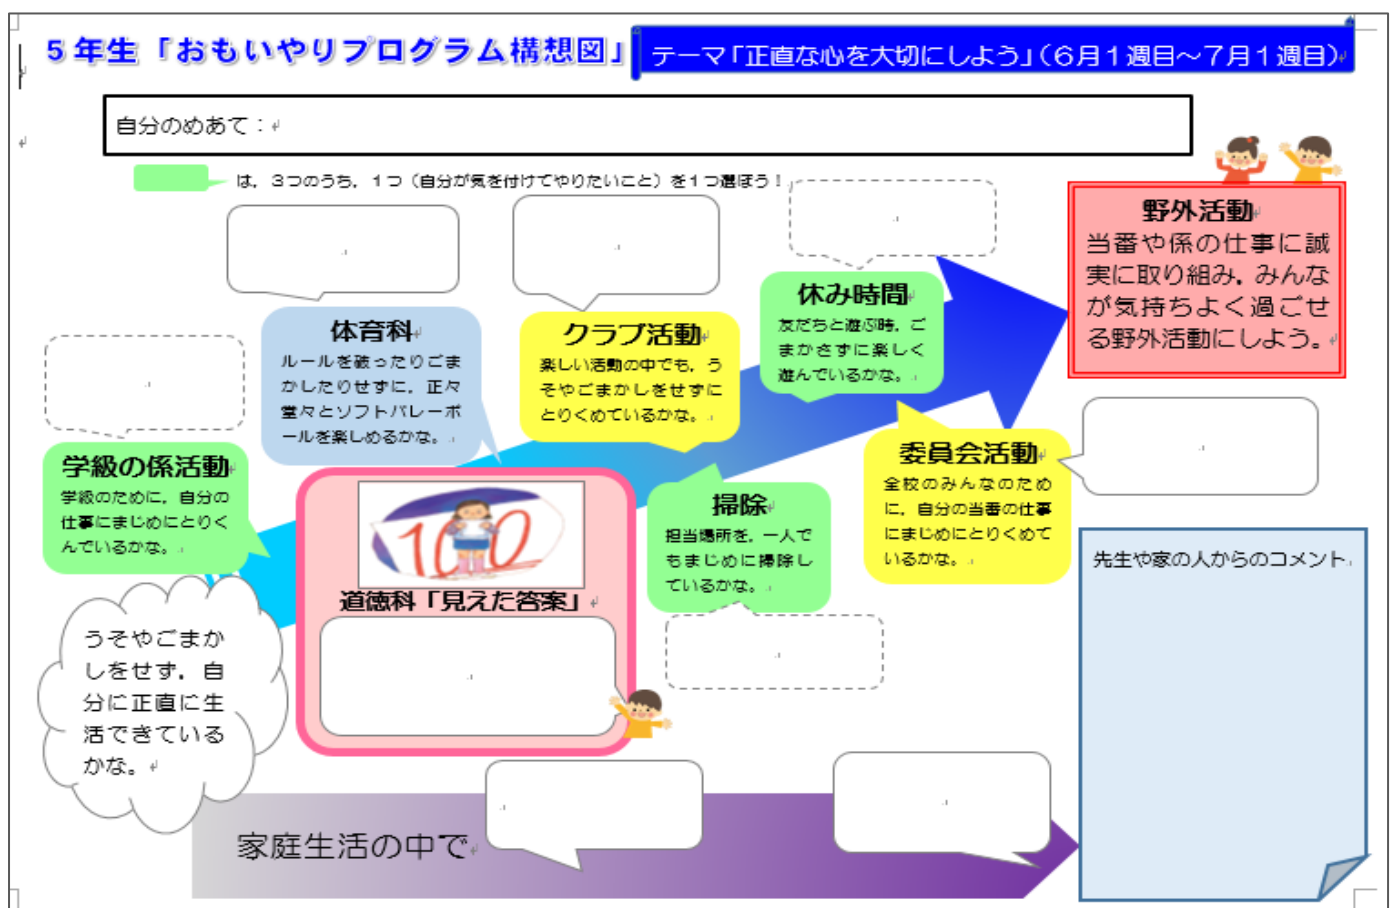 5年生「おもいやりプログラム構想図」
テーマ「正直な心を大切にしよう」（6月1週目～7月1週目）
自分のめあて：
は，3つのうち，1つ（自分が気を付けてやりたいこと）を1つ選ぼう！
野外活動
当番や係の仕事に誠
実に取り組み，みんな
が気持ちよく過ごせ
る野外活動にしよう。
休み時間
友だちと遊ぶ時，ご
まかさずに楽しく
遊んでいるかな。
クラブ活動
楽しい活動の中でも，う
そやごまかしをせずに
とりくめているかな。
体育科
ルールを破ったりごま
かしたりせずに，正々
堂々とソフトバレーボ
ールを楽しめるかな。
学級の係活動
学級のために，自分の
仕事にまじめにとりく
んでいるかな。
委員会活動
全校のみんなのため
に，自分の当番の仕事
にまじめにとりくめて
いるかな。
掃除
担当場所を，一人で
もまじめに掃除し
ているかな。
100
道徳科「見えた答案」
うそやごまか
しをせず，自
分に正直に生
活できている
かな。
先生や家の人からのコメント
家庭生活の中で